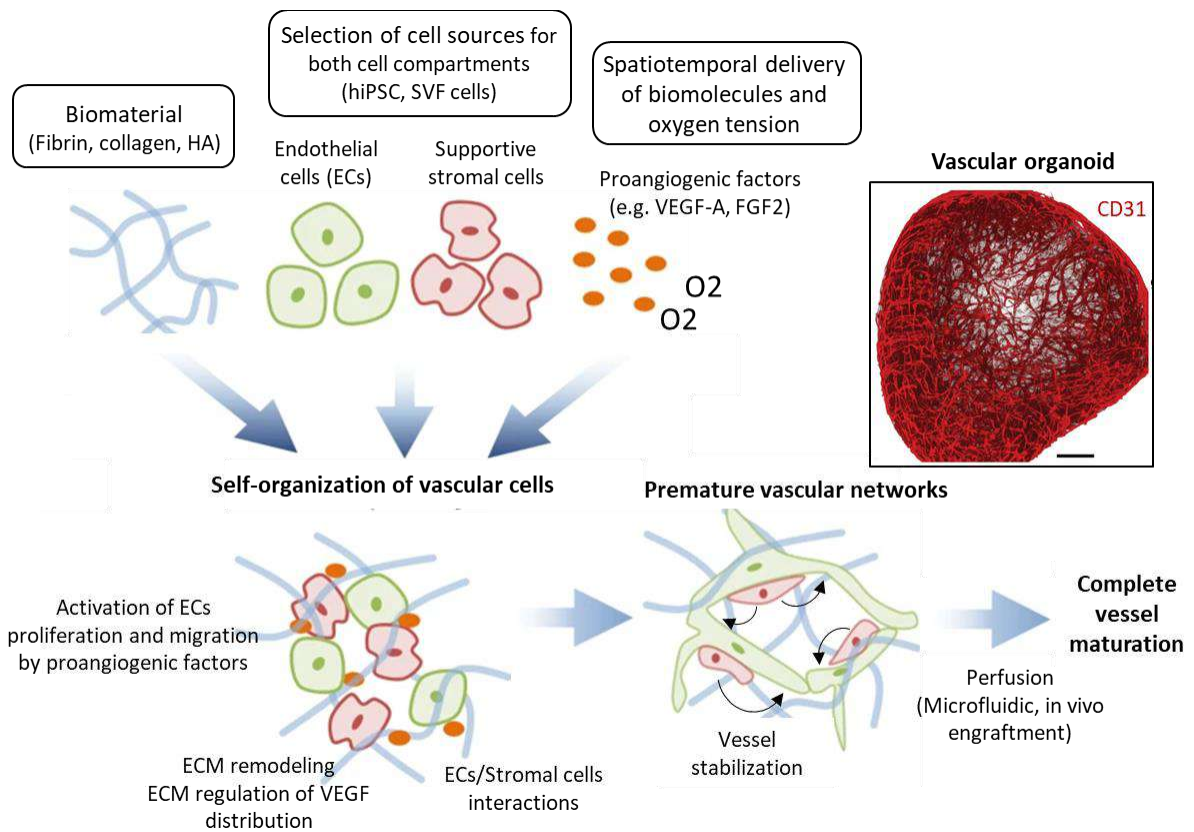 Biomaterial
(Fibrin, collagen, HA)
Selection of cell sources for
both cell compartments
(hiPSC, SVF cells)
Spatiotemporal delivery
of biomolecules and
oxygen tension
Endothelial
cells (ECs)
Supportive
stromal cells
Proangiogenic factors
(e.g. VEGF-A, FGF2)
O2
O2
Vascular organoid
CD31
Self-organization of vascular cells
Premature vascular networks
Activation of ECs
proliferation and migration
by proangiogenic factors
ECM remodeling
ECM regulation of VEGF
distribution
ECs/Stromal cells
interactions
Vessel
stabilization
Complete
vessel
maturation
Perfusion
(Microfluidic, in vivo
engraftment)